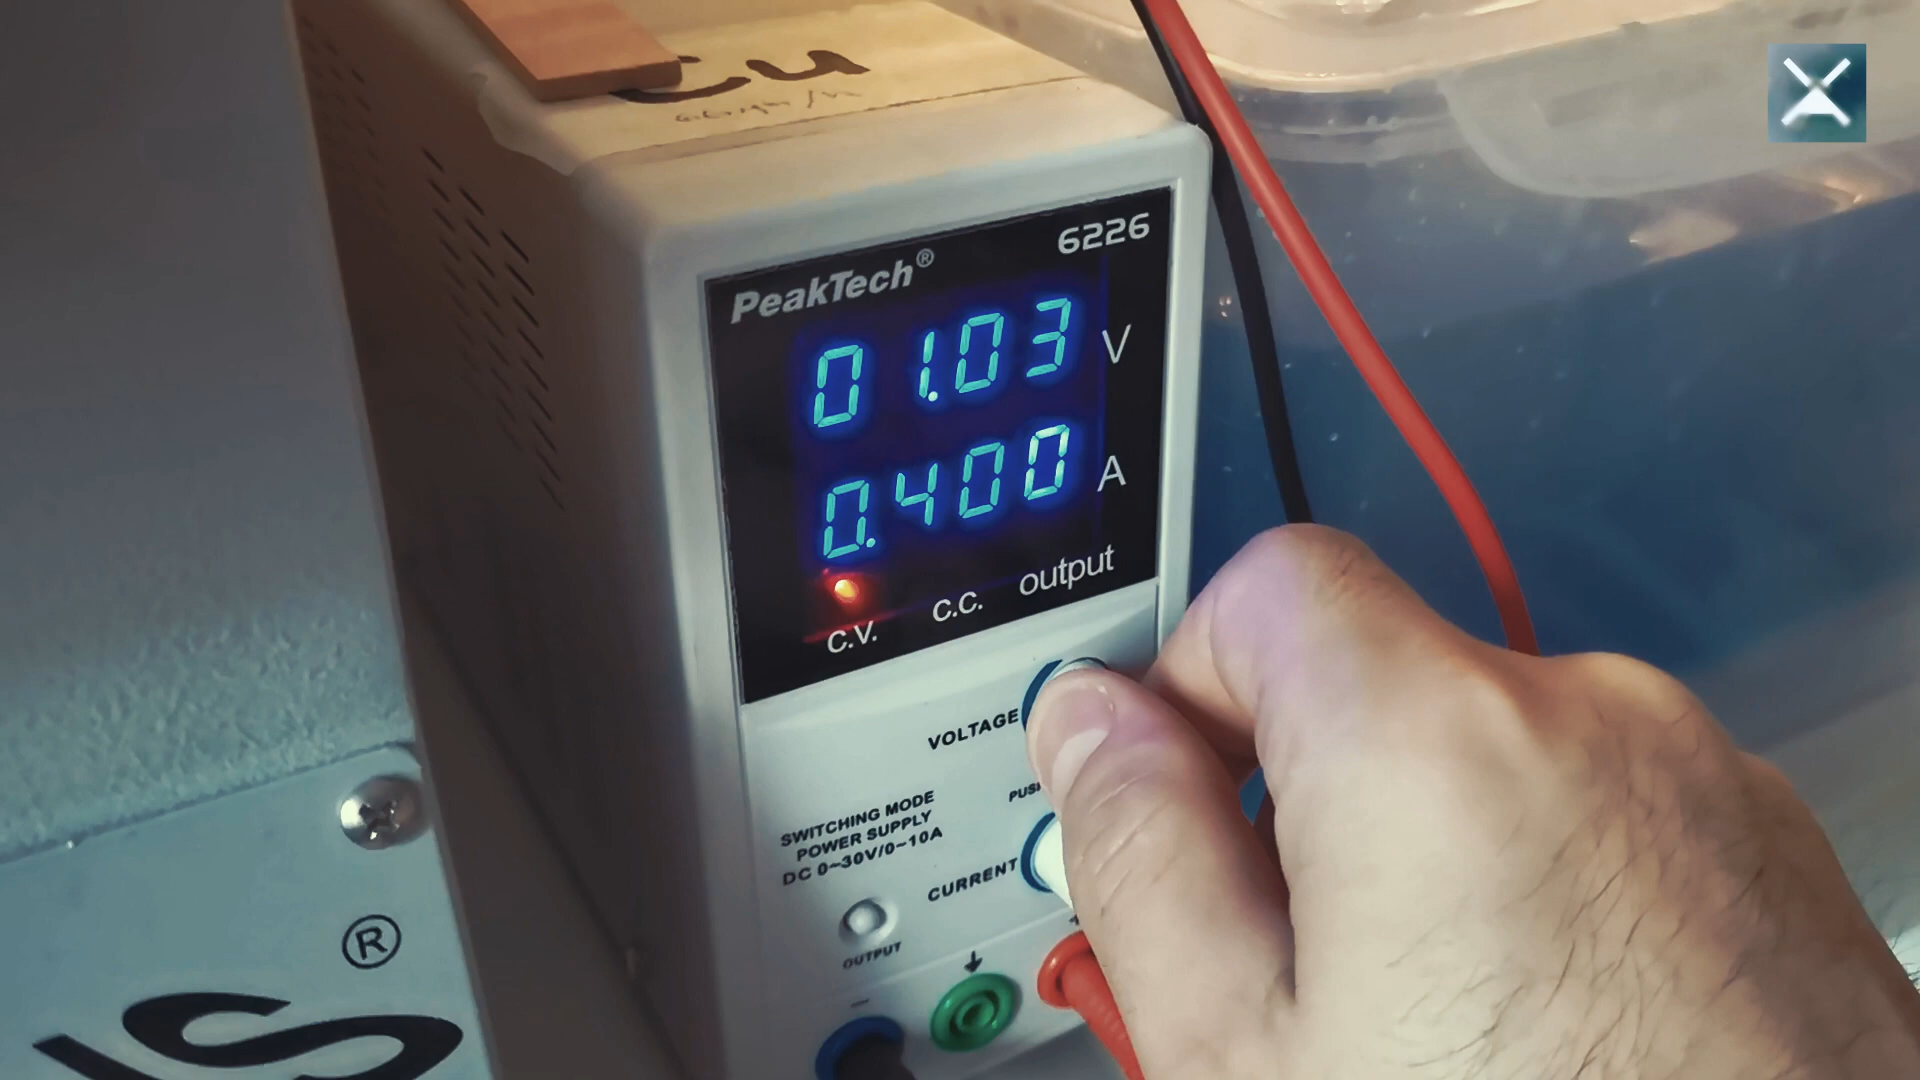 Cu
6226
PeakTech®
01.03 V
0.400 A
C.V. C.C. output
VOLTAGE
SWITCHING MODE
POWER SUPPLY
DC 0~30V/0~10A
CURRENT
OUTPUT
− +
®